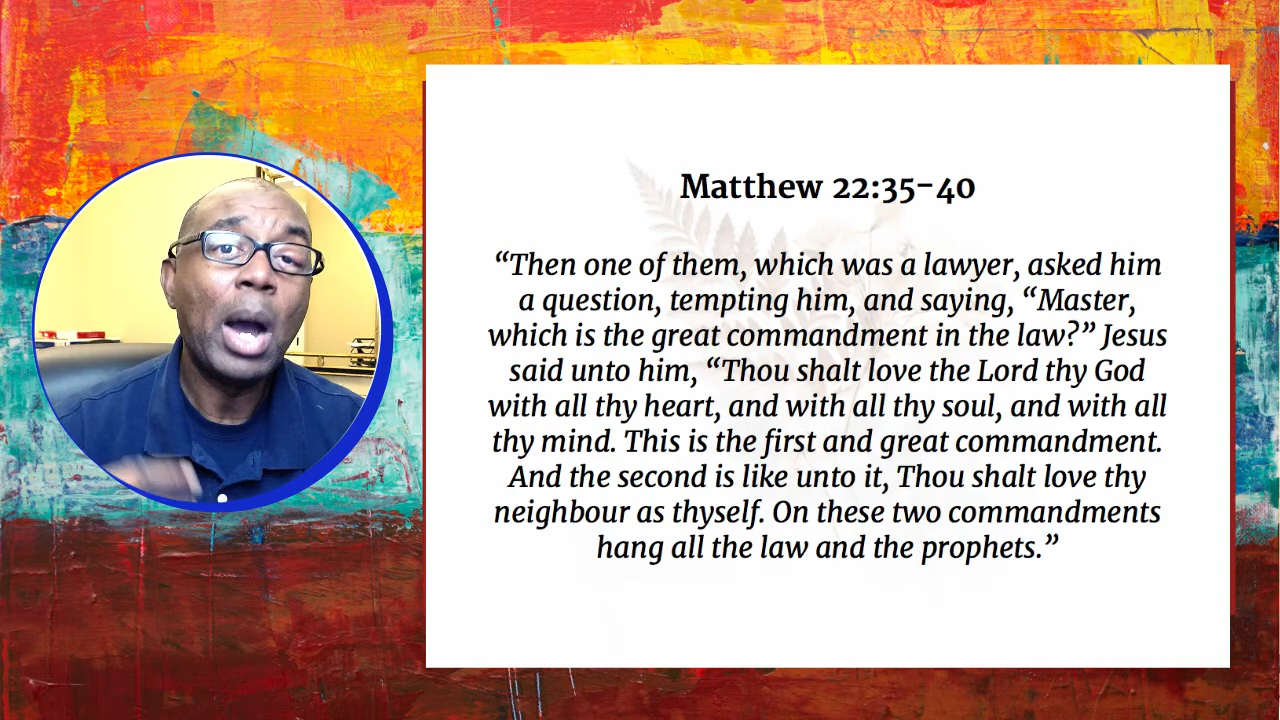 Matthew 22:35-40
“Then one of them, which was a lawyer, asked him
a question, tempting him, and saying, “Master,
which is the great commandment in the law?” Jesus
said unto him, “Thou shalt love the Lord thy God
with all thy heart, and with all thy soul, and with all
thy mind. This is the first and great commandment.
And the second is like unto it, Thou shalt love thy
neighbour as thyself. On these two commandments
hang all the law and the prophets.”